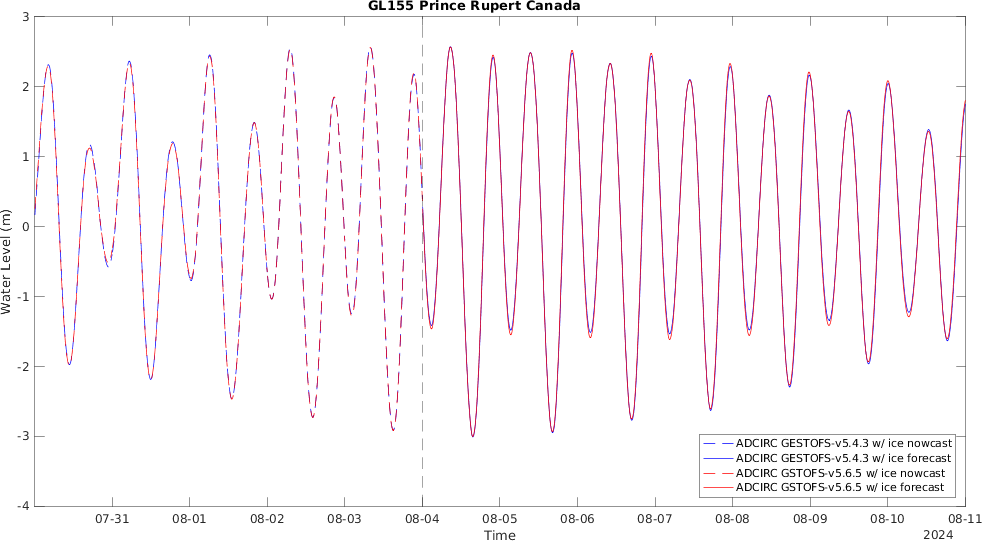 GL155 Prince Rupert Canada
3
2
1
0
-1
-2
-3
-4
Water Level (m)
ADCIRC GESTOFS-v5.4.3 w/ ice nowcast
ADCIRC GESTOFS-v5.4.3 w/ ice forecast
ADCIRC GSTOFS-v5.6.5 w/ ice nowcast
ADCIRC GSTOFS-v5.6.5 w/ ice forecast
07-31 08-01 08-02 08-03 08-04 08-05 08-06 08-07 08-08 08-09 08-10 08-11
Time
2024